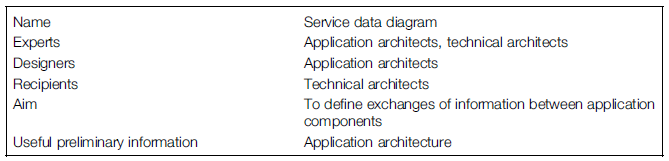 Name Service data diagram
Experts Application architects, technical architects
Designers Application architects
Recipients Technical architects
Aim To define exchanges of information between application
components
Useful preliminary information Application architecture